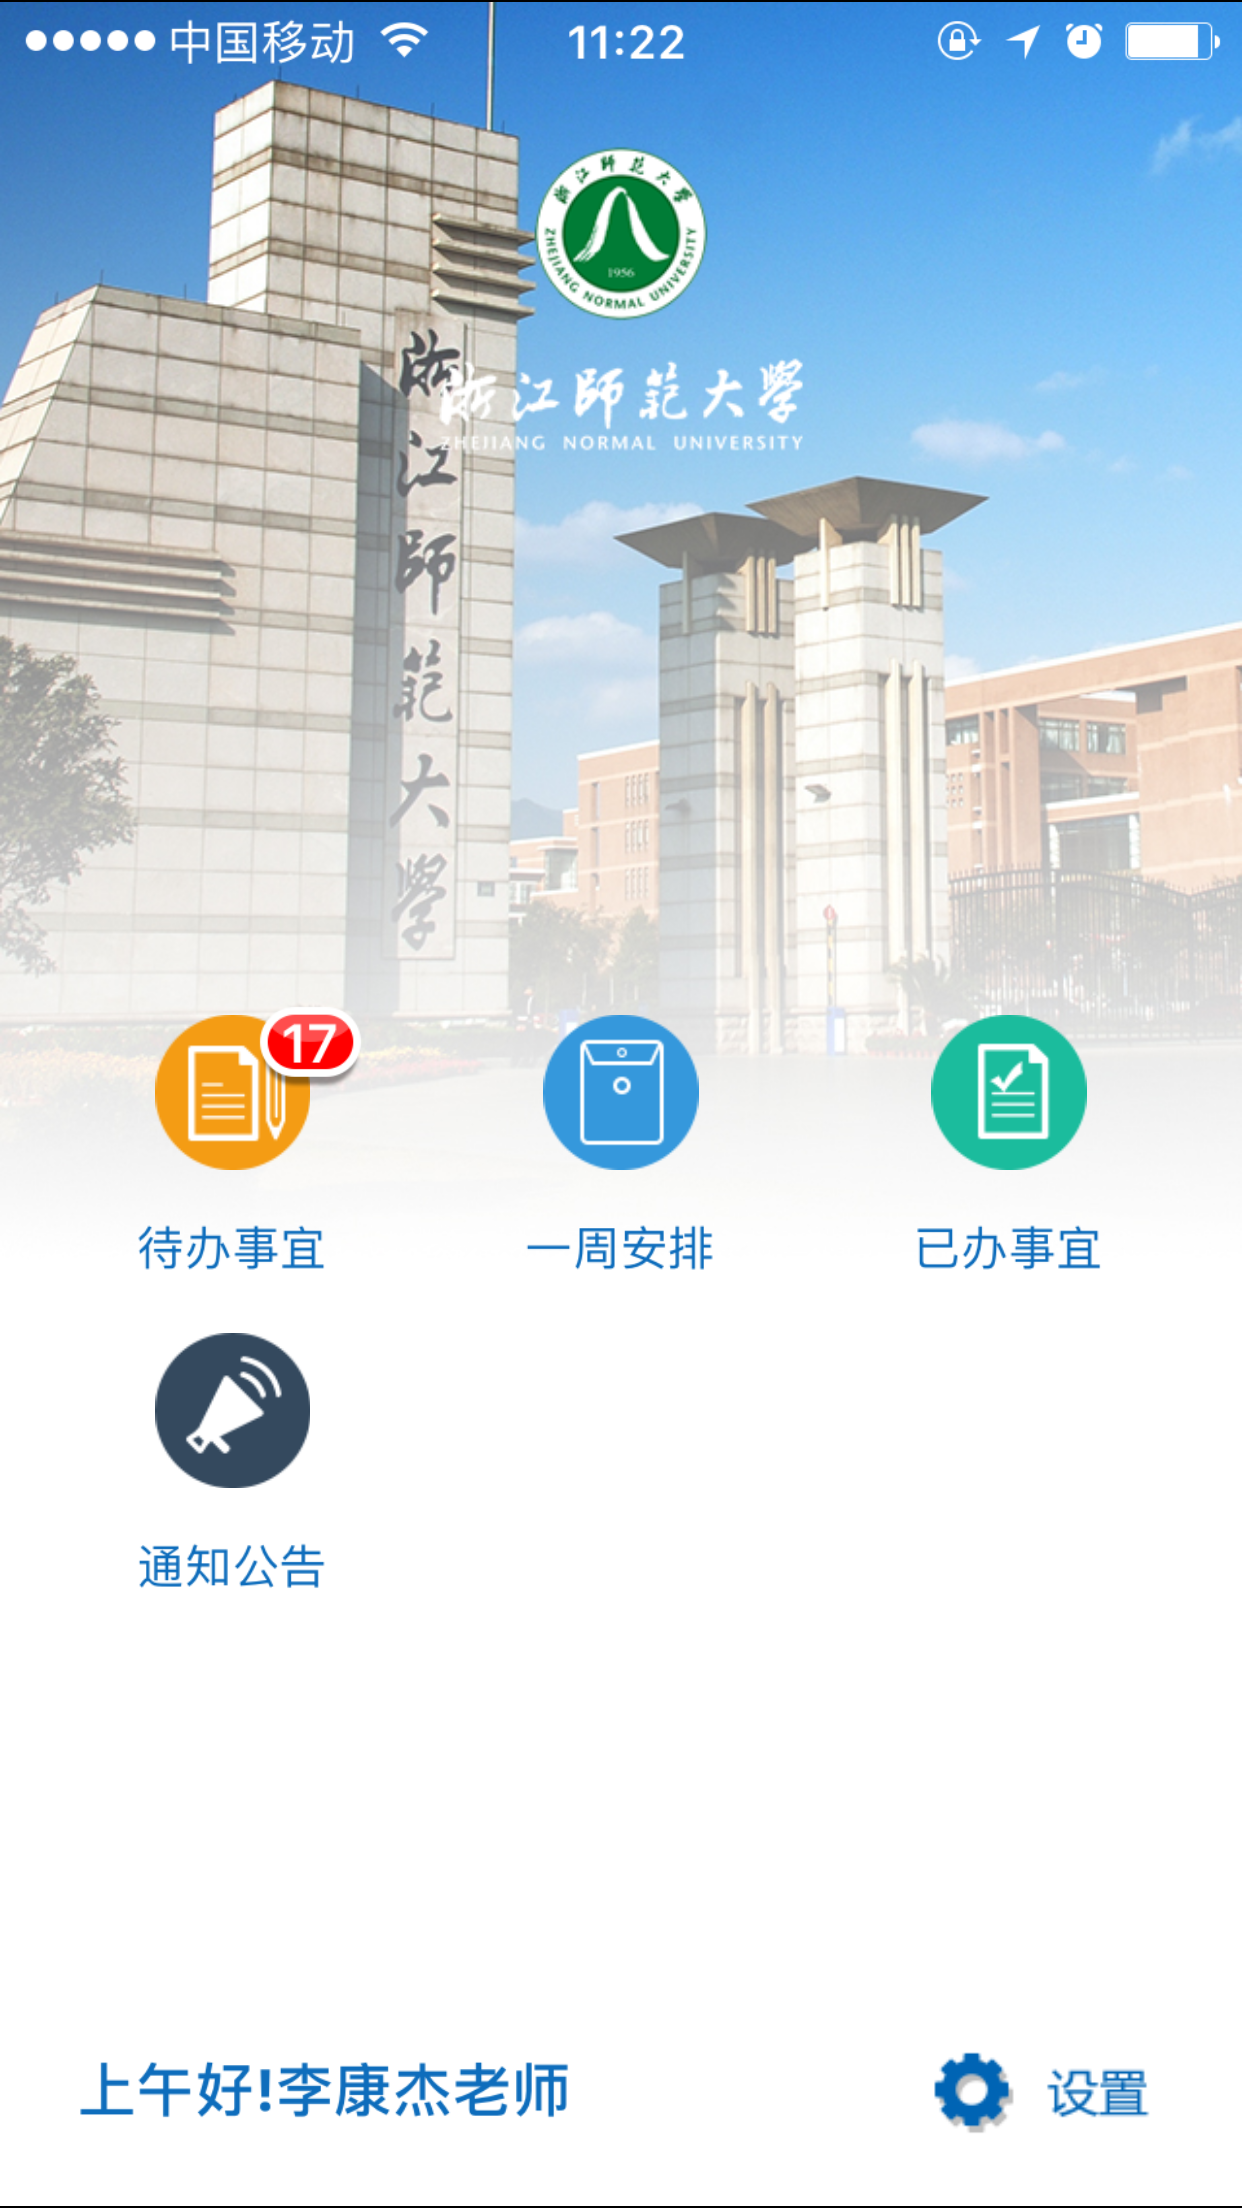 中国移动 11:22
浙江師范大學
ZHEJIANG NORMAL UNIVERSITY
1956
浙江師範大學
ZHEJIANG NORMAL UNIVERSITY
浙江師範大學
17
待办事宜 一周安排 已办事宜
通知公告
上午好!李康杰老师 设置